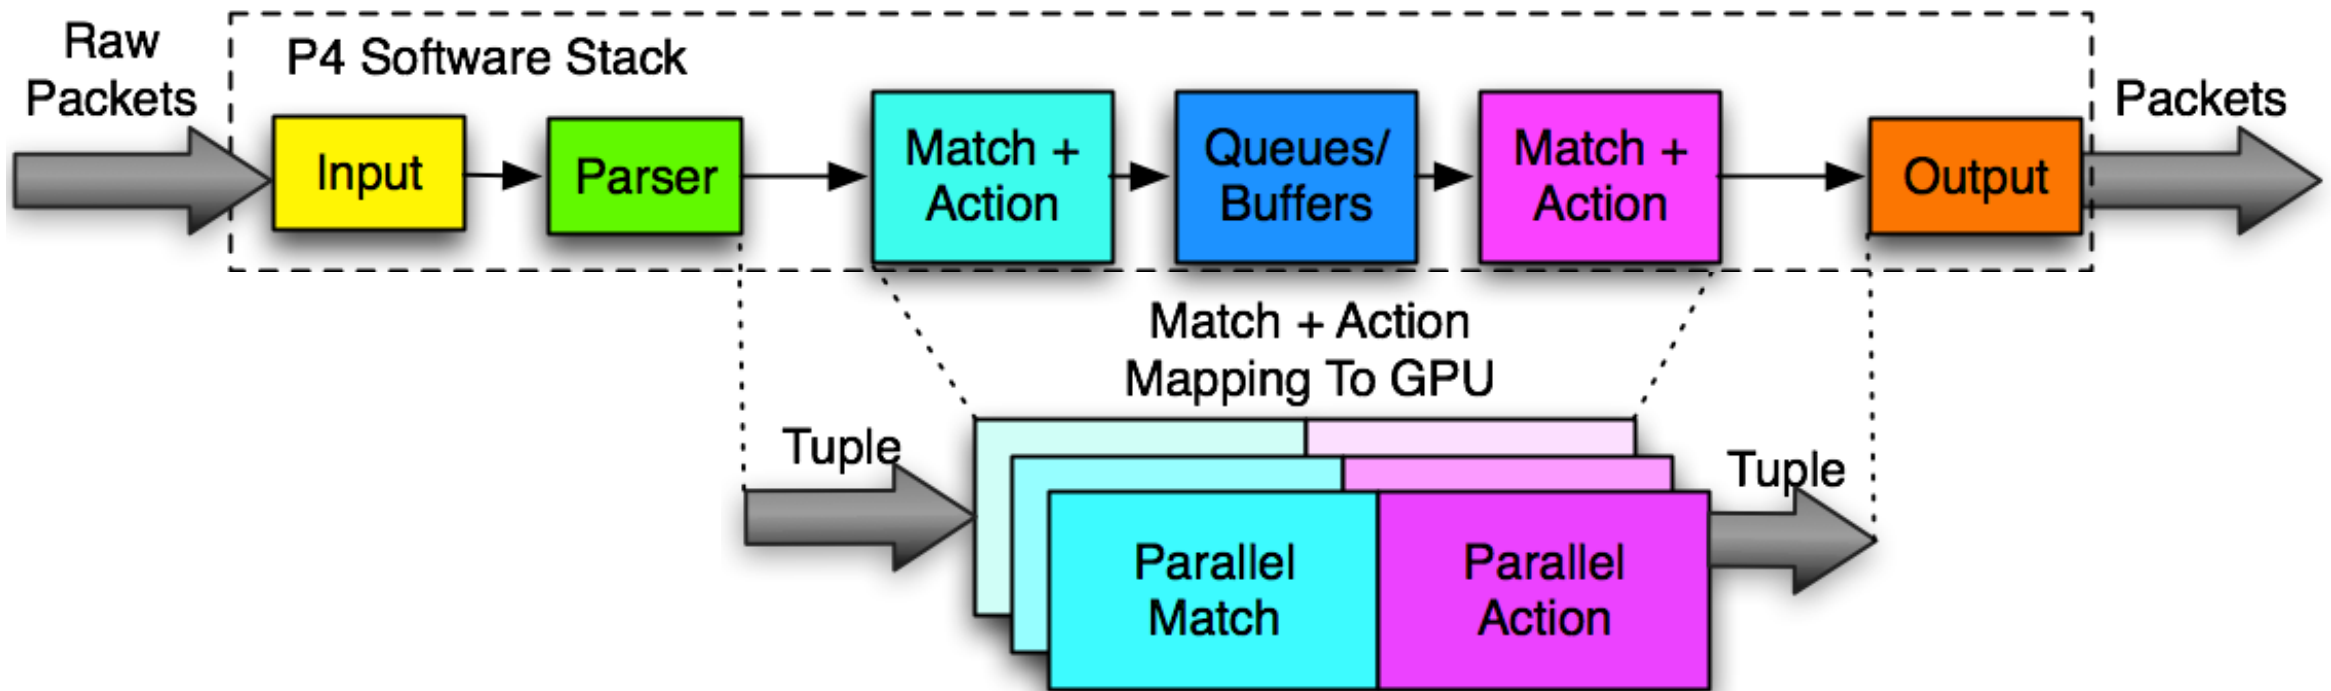 Raw
Packets
P4 Software Stack
Input
Parser
Match +
Action
Queues/
Buffers
Match +
Action
Output
Packets
Match + Action
Mapping To GPU
Tuple
Parallel
Match
Parallel
Action
Tuple